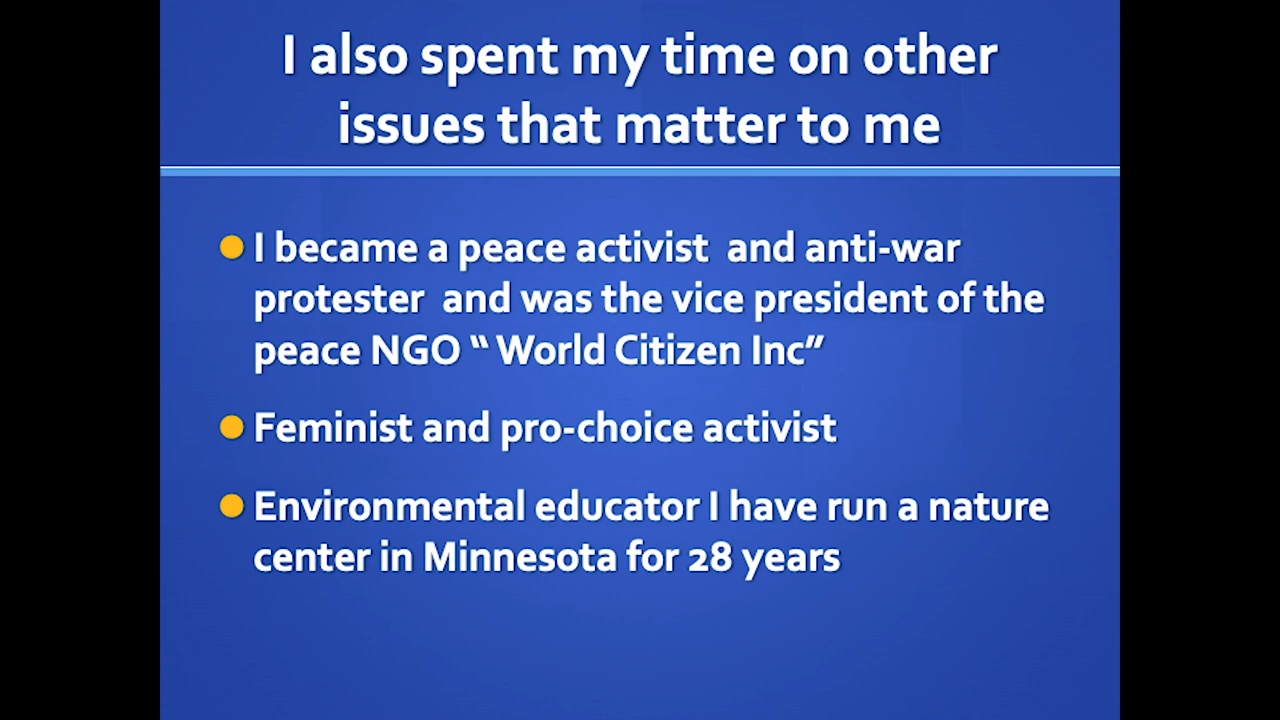 I also spent my time on other
issues that matter to me
I became a peace activist  and anti-war
protester  and was the vice president of the
peace NGO “ World Citizen Inc”
Feminist and pro-choice activist
Environmental educator I have run a nature
center in Minnesota for 28 years